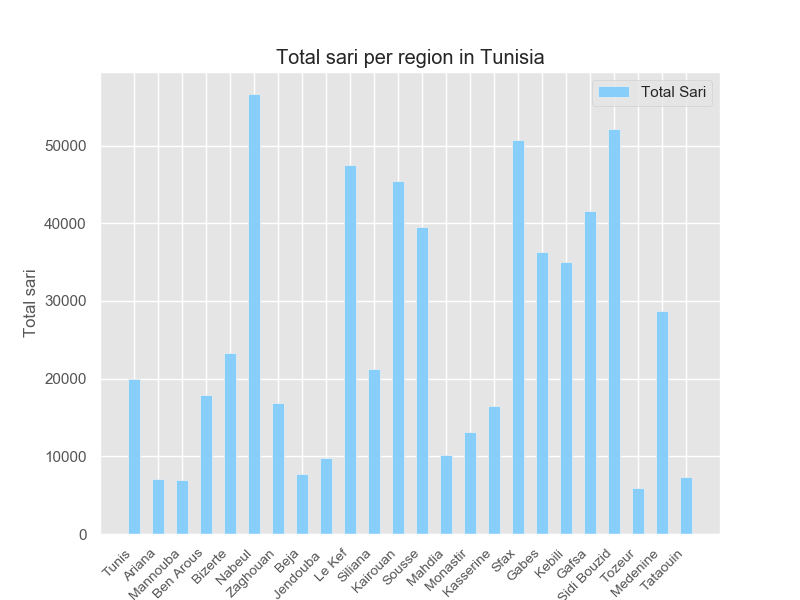 Total sari per region in Tunisia
Total Sari
Total sari
50000
40000
30000
20000
10000
0
Tunis
Ariana
Mannouba
Ben Arous
Bizerte
Nabeul
Zaghouan
Beja
Jendouba
Le Kef
Siliana
Kairouan
Sousse
Mahdia
Monastir
Kasserine
Sfax
Gabes
Kebili
Gafsa
Sidi Bouzid
Tozeur
Medenine
Tataouin